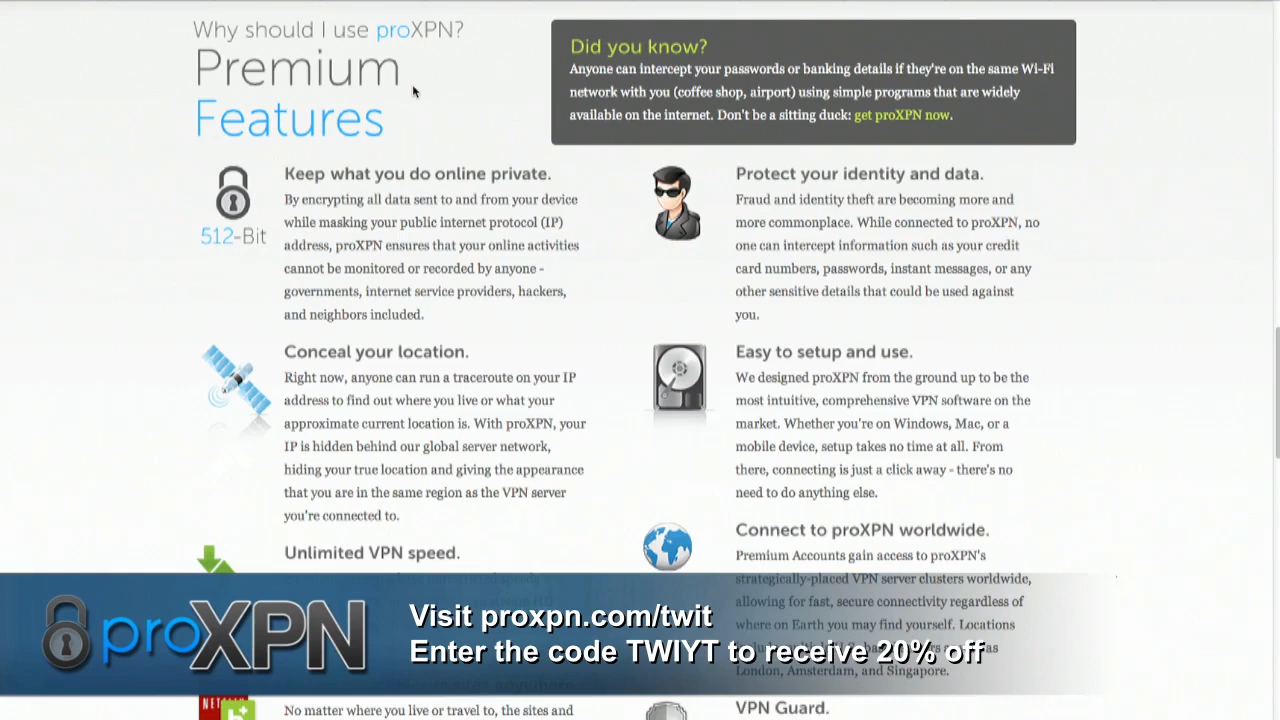 Why should I use proXPN?
Premium
Features
Did you know?
Anyone can intercept your passwords or banking details if they're on the same Wi-Fi
network with you (coffee shop, airport) using simple programs that are widely
available on the internet. Don't be a sitting duck: get proXPN now.
512-Bit
Keep what you do online private.
By encrypting all data sent to and from your device
while masking your public internet protocol (IP)
address, proXPN ensures that your online activities
cannot be monitored or recorded by anyone -
governments, internet service providers, hackers,
and neighbors included.
Protect your identity and data.
Fraud and identity theft are becoming more and
more commonplace. While connected to proXPN, no
one can intercept information such as your credit
card numbers, passwords, instant messages, or any
other sensitive details that could be used against
you.
Conceal your location.
Right now, anyone can run a traceroute on your IP
address to find out where you live or what your
approximate current location is. With proXPN, your
IP is hidden behind our global server network,
hiding your true location and giving the appearance
that you are in the same region as the VPN server
you're connected to.
Easy to setup and use.
We designed proXPN from the ground up to be the
most intuitive, comprehensive VPN software on the
market. Whether you're on Windows, Mac, or a
mobile device, setup takes no time at all. From
there, connecting is just a click away - there's no
need to do anything else.
Unlimited VPN speed.
Connect to proXPN worldwide.
Premium Accounts gain access to proXPN's
strategically-placed VPN server clusters worldwide,
allowing for fast, secure connectivity regardless of
where on Earth you may find yourself. Locations
London, Amsterdam, and Singapore.
proXPN
Visit proxpn.com/twit
Enter the code TWIYT to receive 20% off
No matter where you live or travel to, the sites and
VPN Guard.